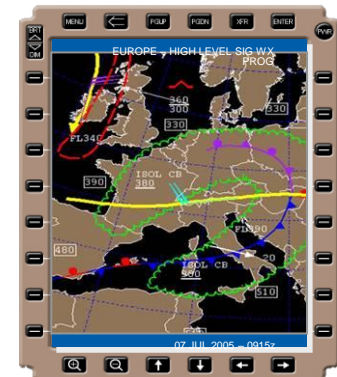 MENU PGUP PGDN XFR ENTER
BRT
DIM
PWR
EUROPE - HIGH LEVEL SIG WX
PROG
360
300
330
330
FL340
390
ISOL CB
380
FL390
480
20
ISOL CB
510
07 JUL 2005 – 0915z